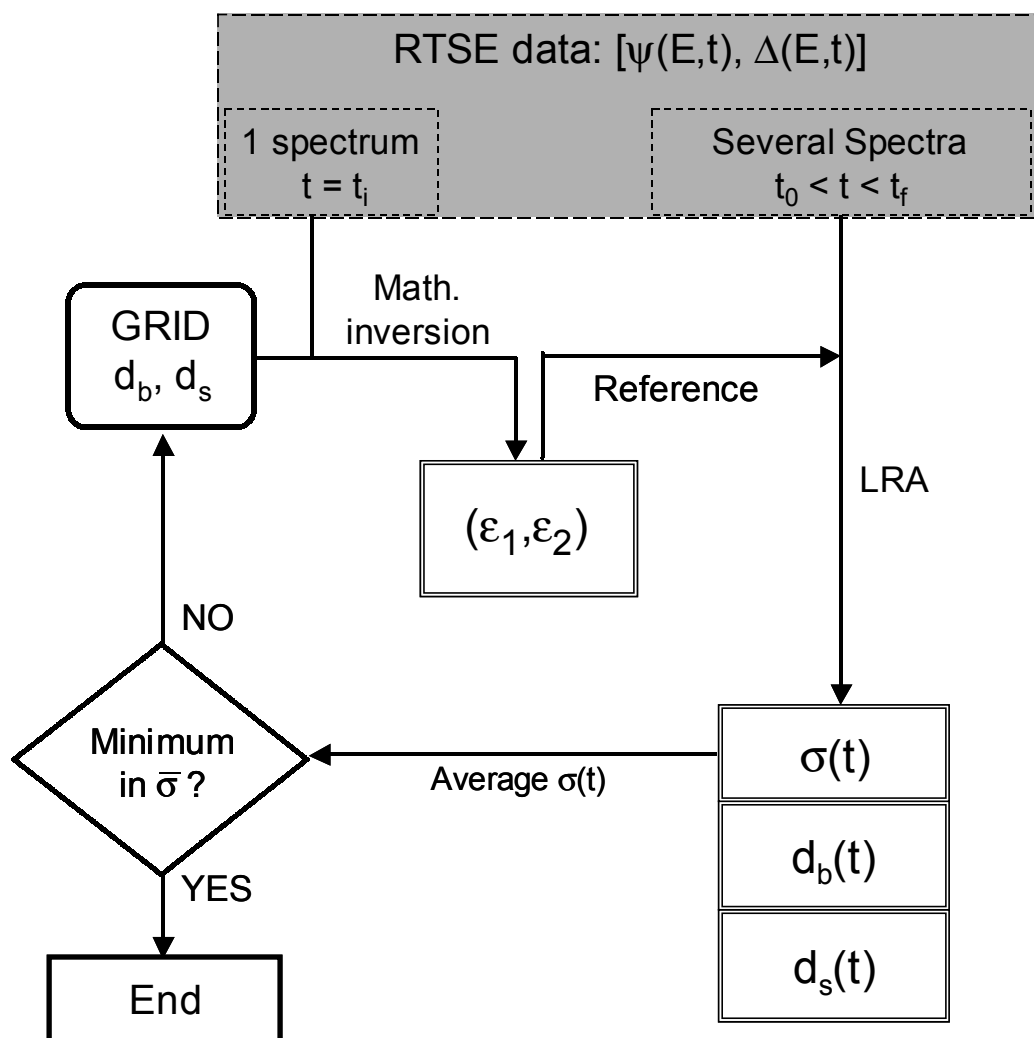 RTSE data: [ψ(E,t), Δ(E,t)]
1 spectrum
t = tᵢ
Several Spectra
t₀ < t < t_f
Math.
inversion
GRID
d_b, d_s
Reference
(ε₁,ε₂)
LRA
NO
Minimum
in σ̅ ?
Average σ(t)
σ(t)
d_b(t)
d_s(t)
YES
End